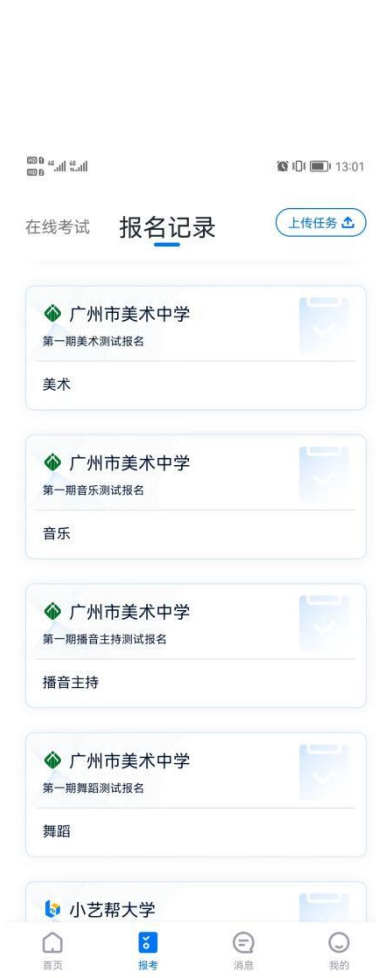 13:01
在线考试 报名记录 上传任务
广州市美术中学
第一期美术测试报名
美术
广州市美术中学
第一期音乐测试报名
音乐
广州市美术中学
第一期播音主持测试报名
播音主持
广州市美术中学
第一期舞蹈测试报名
舞蹈
小艺帮大学
首页 报考 消息 我的